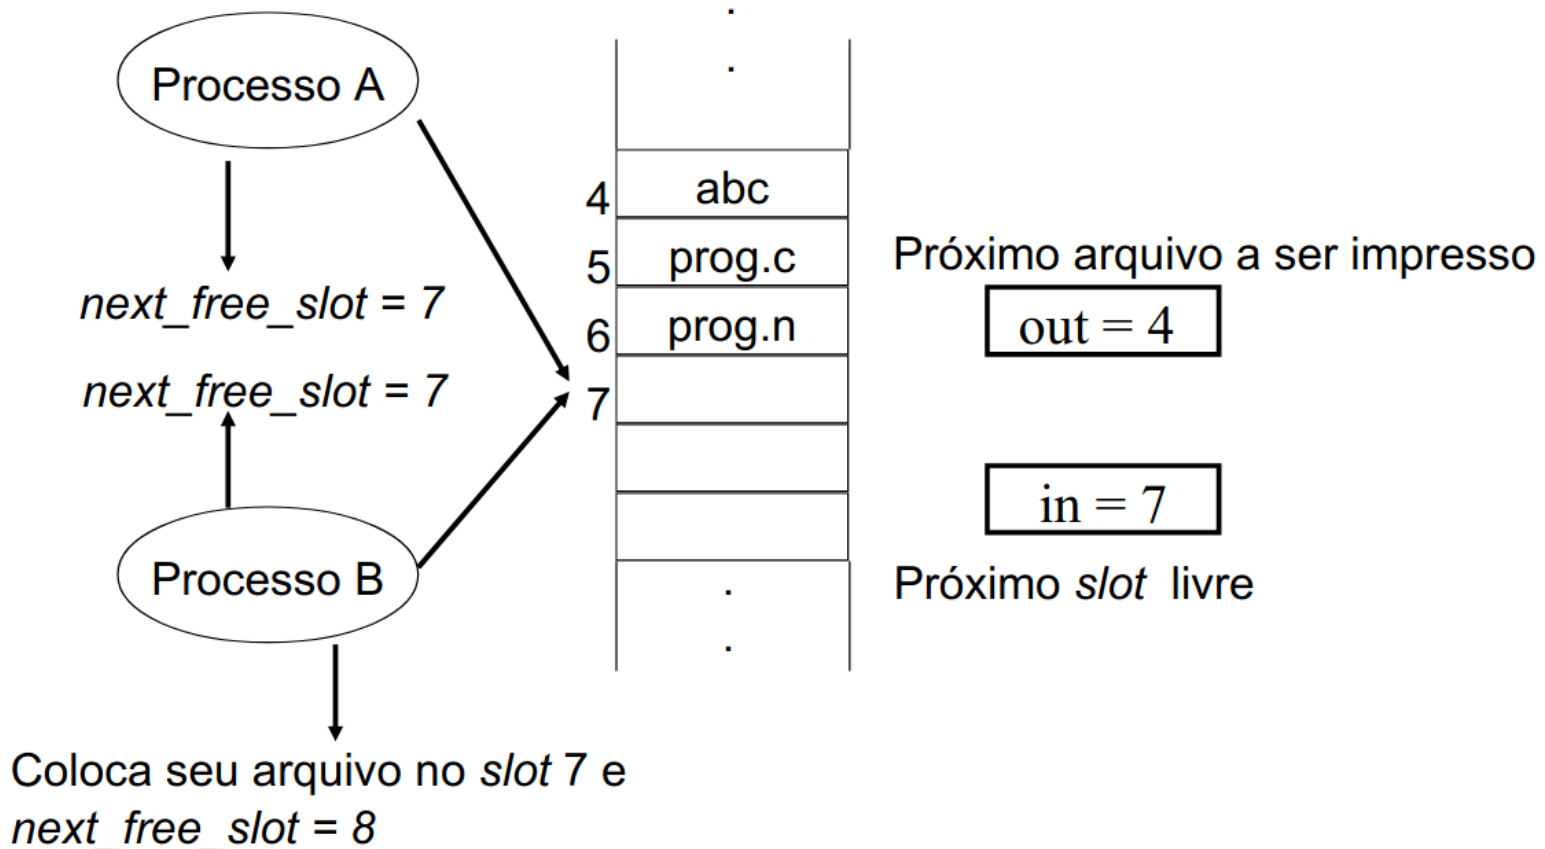 Processo A
next_free_slot = 7
next_free_slot = 7
Processo B
Coloca seu arquivo no slot 7 e
next_free_slot = 8
.
.
4 abc
5 prog.c
6 prog.n
7
.
.
Próximo arquivo a ser impresso
out = 4
in = 7
Próximo slot livre